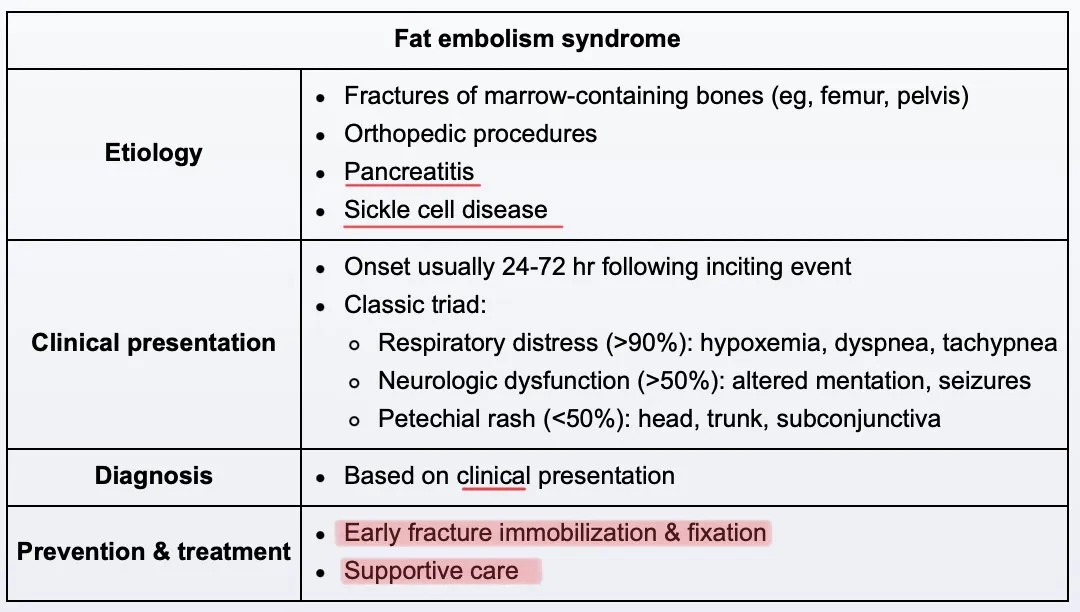 Fat embolism syndrome
Etiology
• Fractures of marrow-containing bones (eg, femur, pelvis)
• Orthopedic procedures
• Pancreatitis
• Sickle cell disease
Clinical presentation
• Onset usually 24-72 hr following inciting event
• Classic triad:
○ Respiratory distress (>90%): hypoxemia, dyspnea, tachypnea
○ Neurologic dysfunction (>50%): altered mentation, seizures
○ Petechial rash (<50%): head, trunk, subconjunctiva
Diagnosis
• Based on clinical presentation
Prevention & treatment
• Early fracture immobilization & fixation
• Supportive care